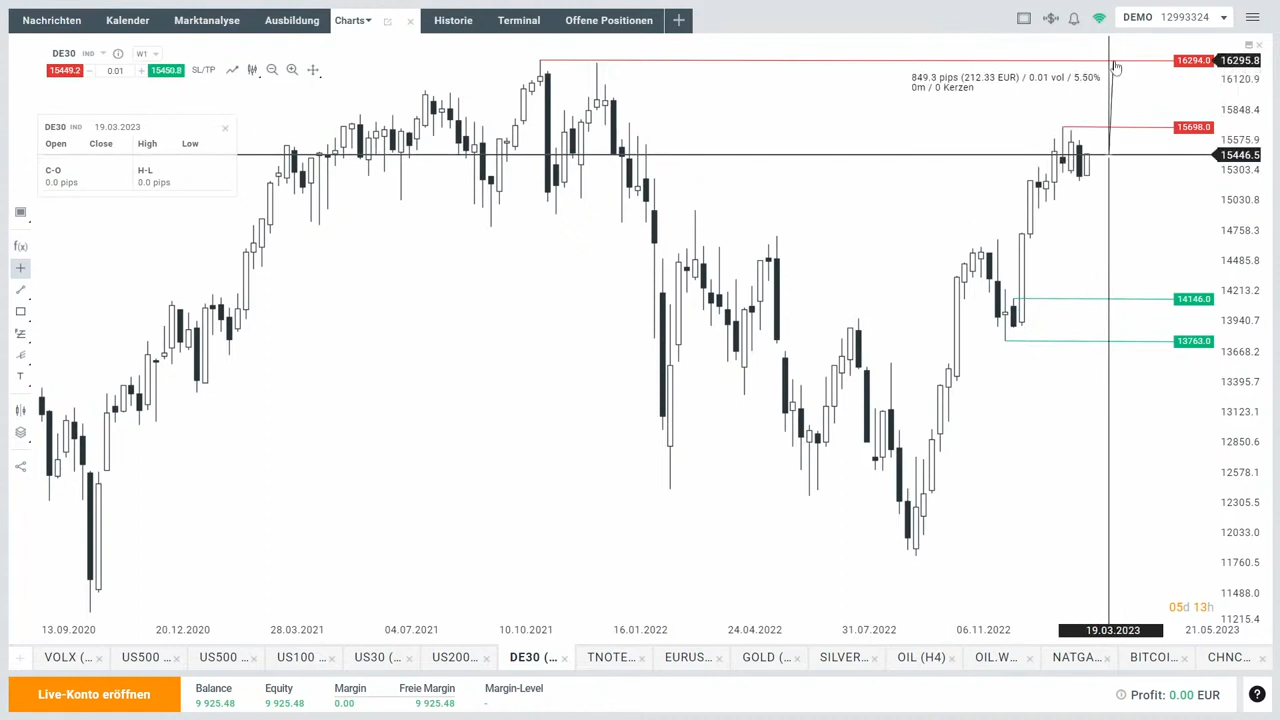 Nachrichten Kalender Marktanalyse Ausbildung Charts Historie Terminal Offene Positionen DEMO 12993324
DE30 IND W1
15449.2 0.01 15450.8 SL/TP
16294.0 16295.8
849.3 pips (212.33 EUR) / 0.01 vol / 5.50%
0m / 0 Kerzen
16120.9
15848.4
DE30 IND 19.03.2023
15698.0
15575.9
Open Close High Low
15446.5
C-O H-L
0.0 pips 0.0 pips
15303.4
15030.8
14758.3
f(x)
14485.8
14213.2
14146.0
13940.7
13763.0
13668.2
T
13395.7
13123.1
12850.6
12578.1
12305.5
12033.0
11760.5
11488.0
05d 13h
11215.4
13.09.2020 20.12.2020 28.03.2021 04.07.2021 10.10.2021 16.01.2022 24.04.2022 31.07.2022 06.11.2022 19.03.2023 21.05.2023
VOLX (... US500 ... US500 ... US100 ... US30 (... US200... DE30 (... TNOTE... EURUS... GOLD (... SILVER... OIL (H4) OIL.W... NATGA... BITCOI... CHNC...
Live-Konto eröffnen
Balance Equity Margin Freie Margin Margin-Level
9 925.48 9 925.48 0.00 9 925.48 -
Profit: 0.00 EUR ?